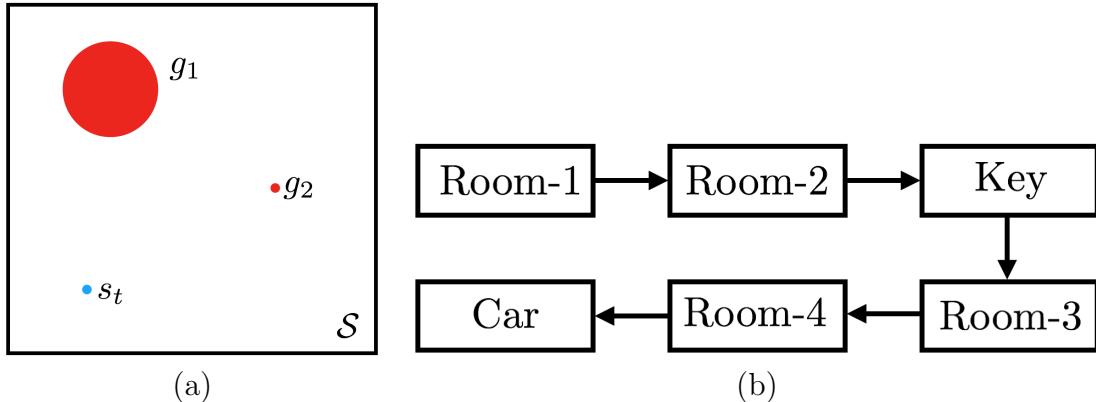 g₁
g₂
sₜ
𝒮
(a)
Room-1
Room-2
Key
Car
Room-4
Room-3
(b)